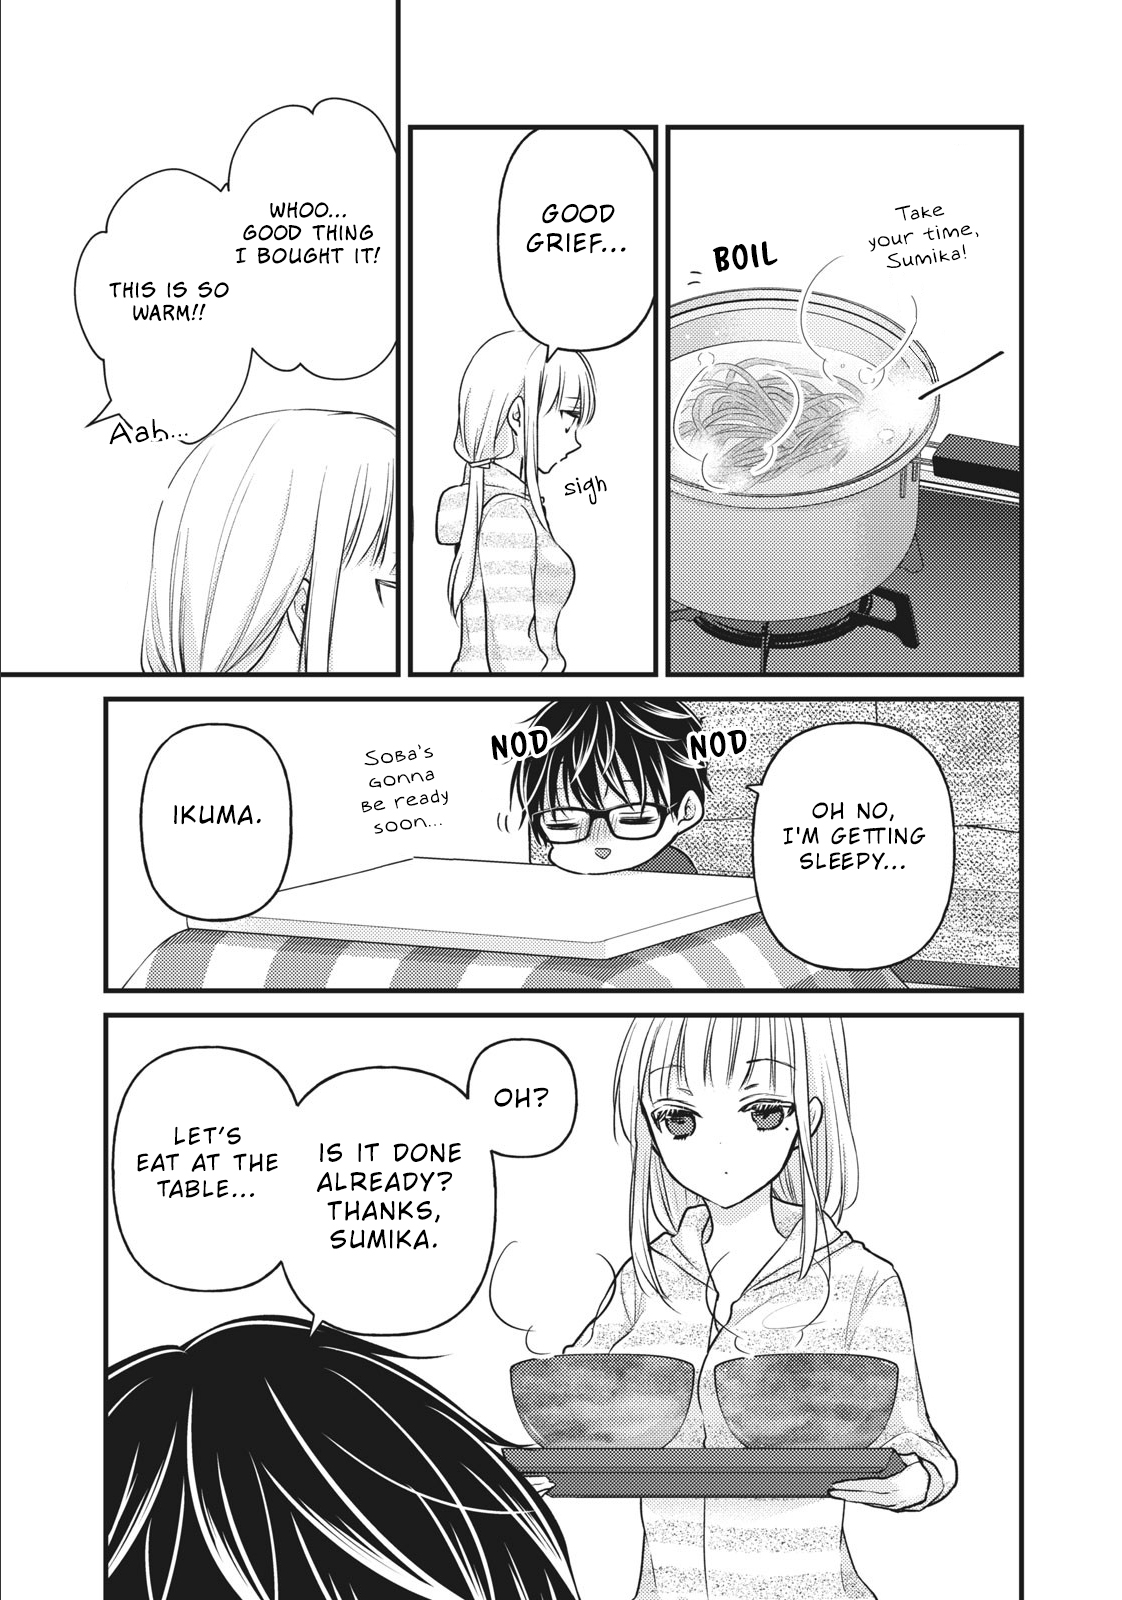 Take
your time,
Sumika!
BOIL
GOOD
GRIEF...
sigh
WHOO...
GOOD THING
I BOUGHT IT!
THIS IS SO
WARM!!
Aah...
OH NO,
I'M GETTING
SLEEPY...
NOD
NOD
Soba's
gonna
be ready
soon...
IKUMA.
OH?
IS IT DONE
ALREADY?
THANKS,
SUMIKA.
LET'S
EAT AT THE
TABLE...